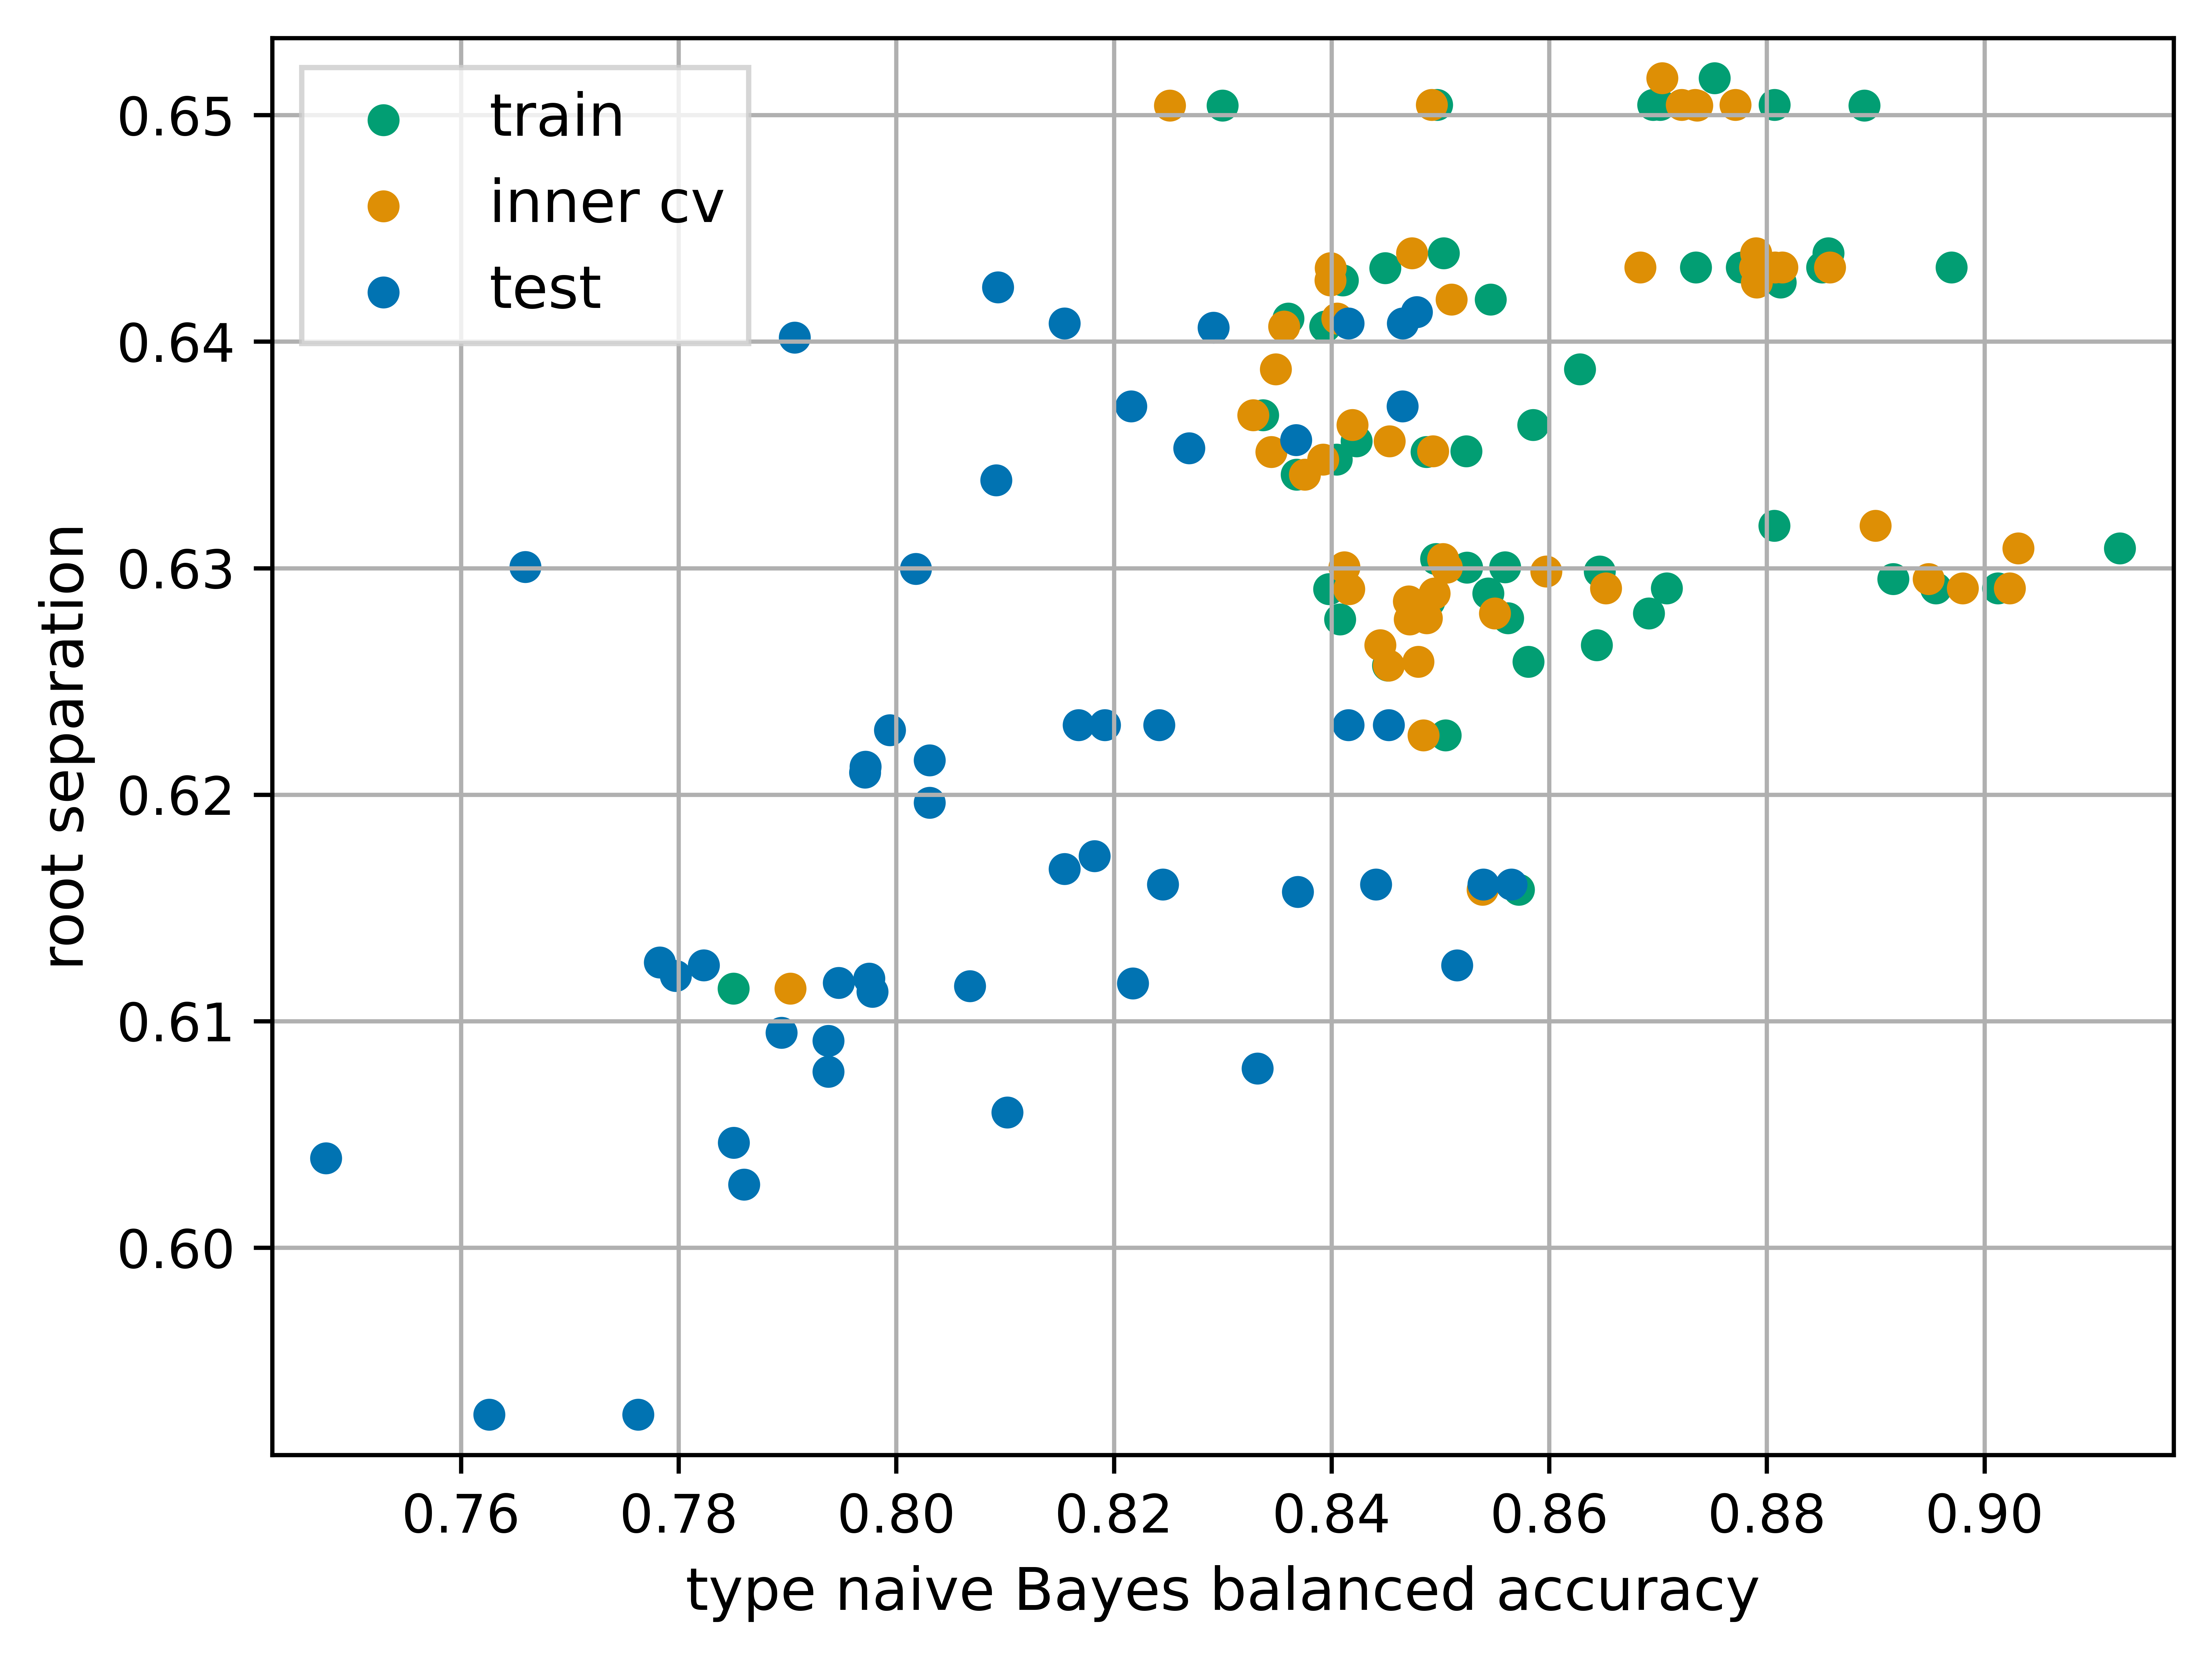 train
inner cv
test
0.65
0.64
0.63
0.62
0.61
0.60
root separation
0.76 0.78 0.80 0.82 0.84 0.86 0.88 0.90
type naive Bayes balanced accuracy